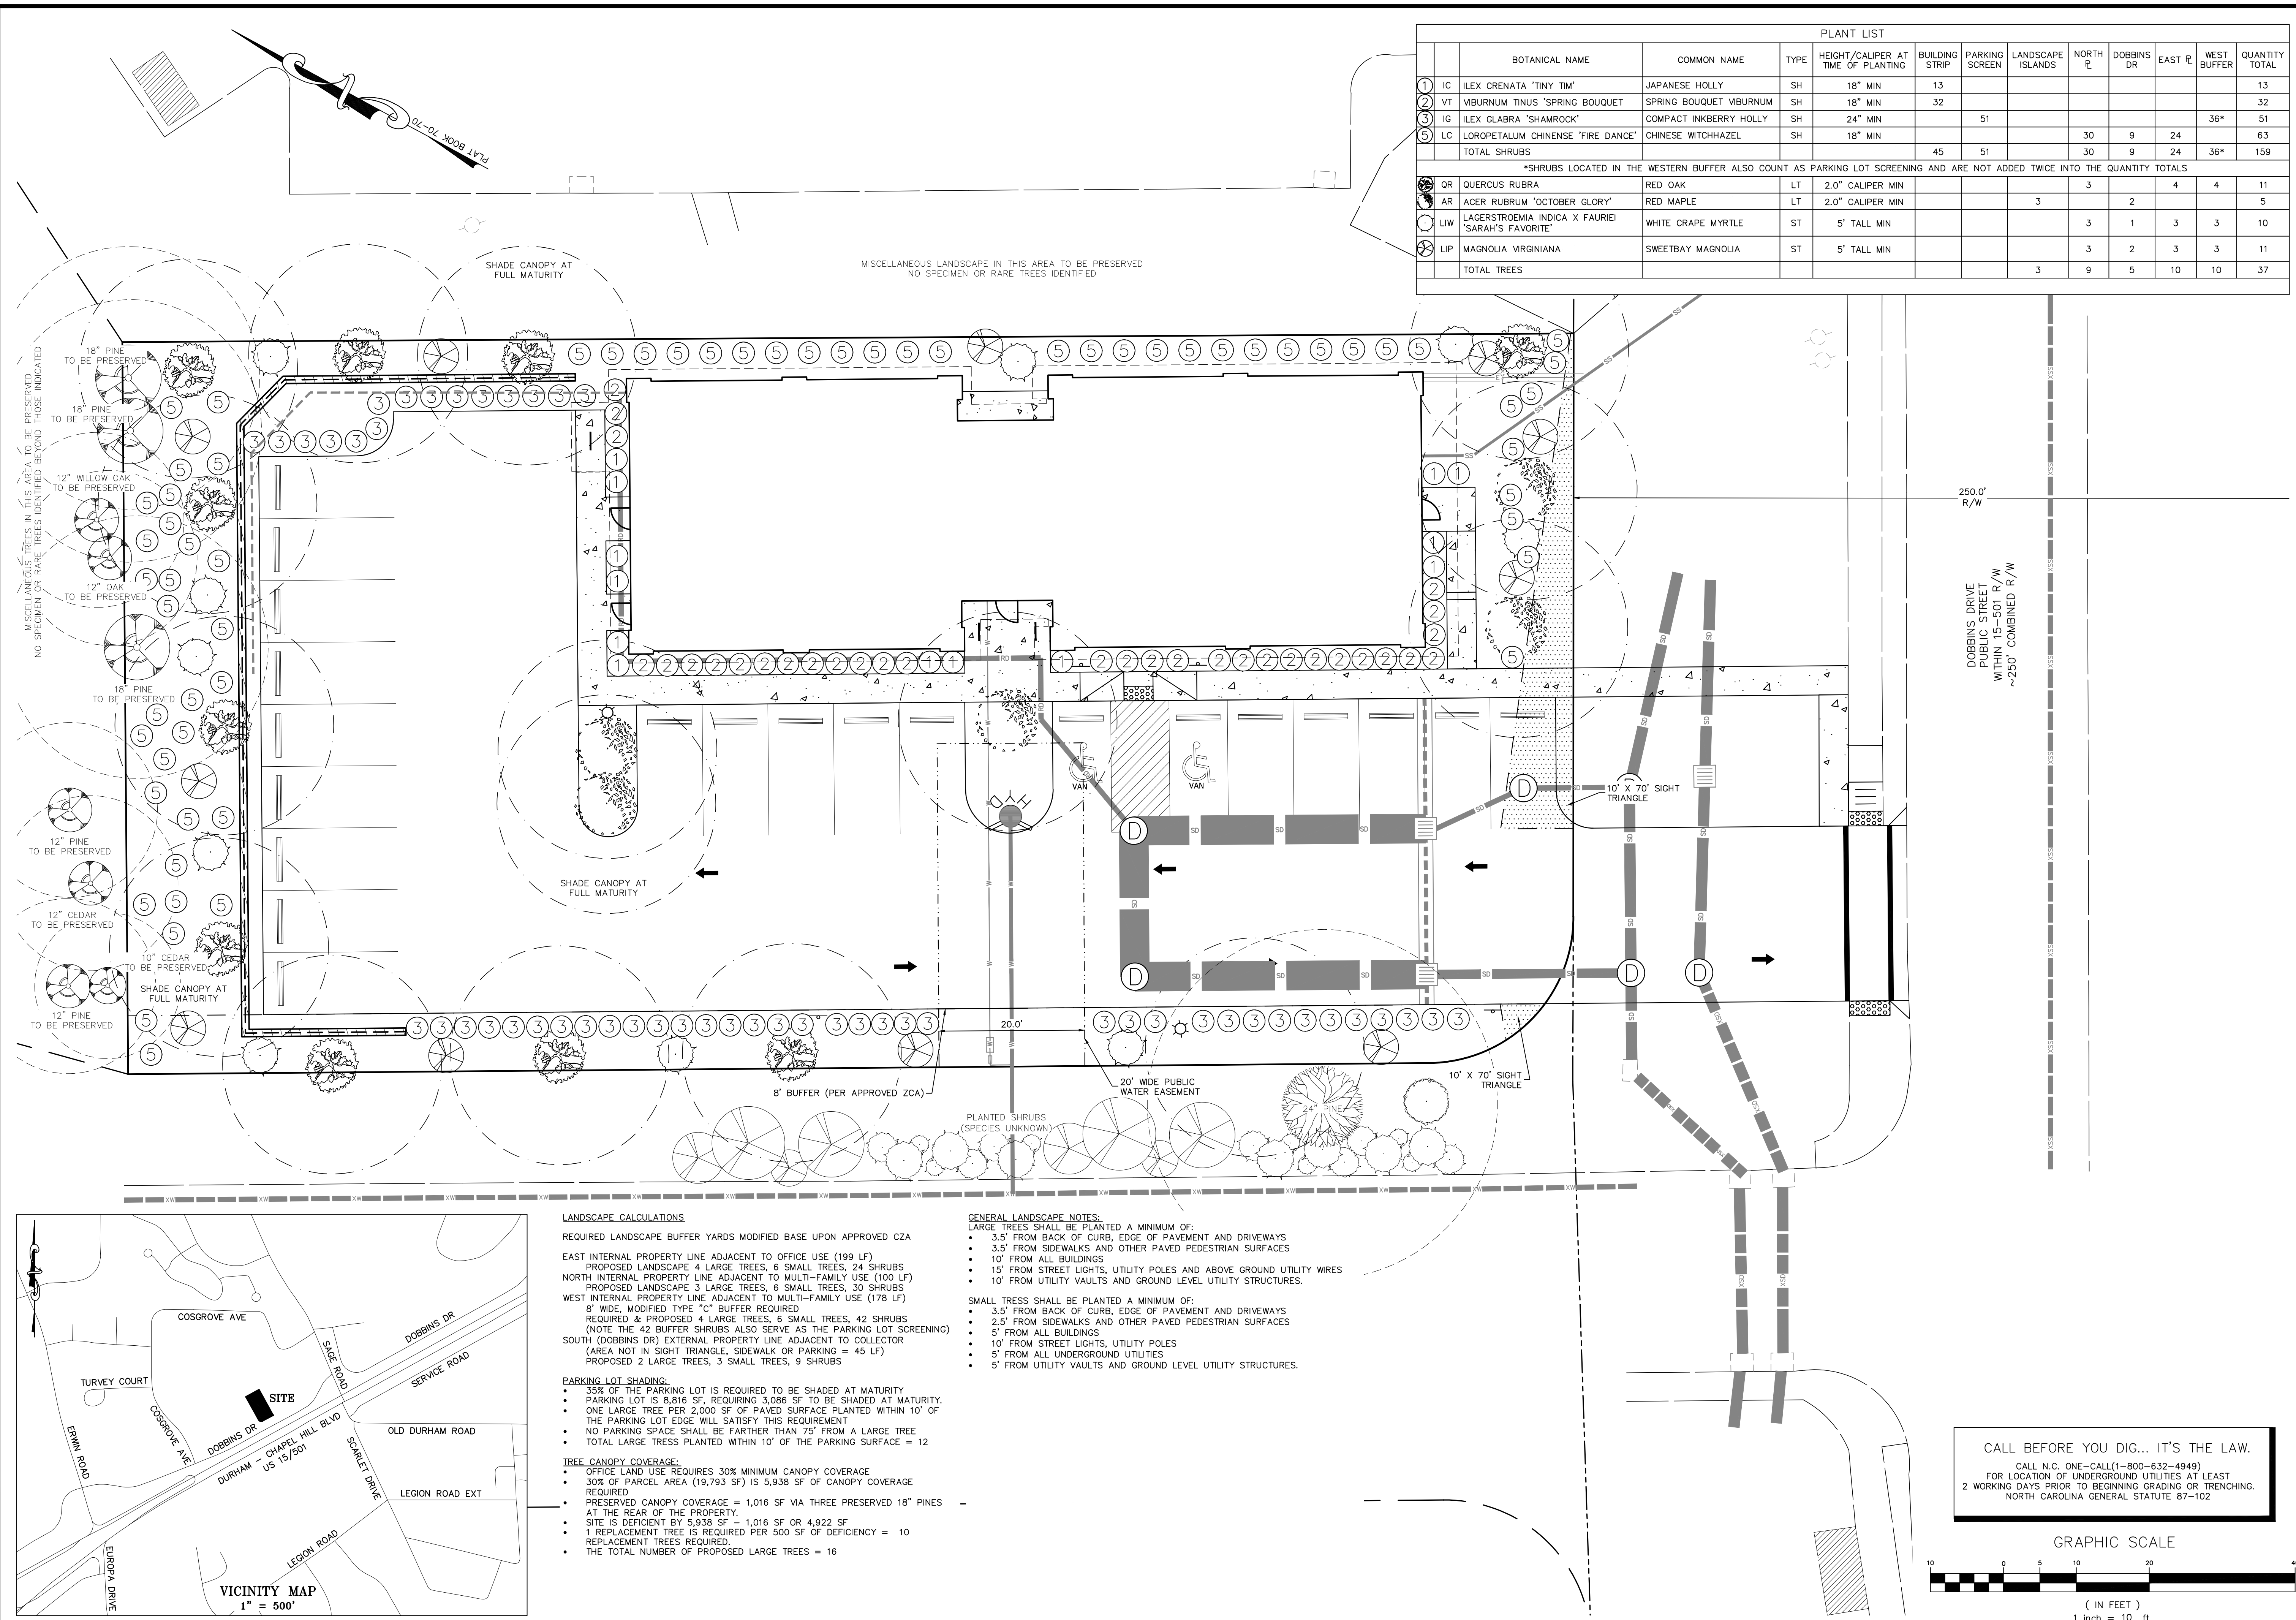 PLAT BOOK 70-70
PLANT LIST
BOTANICAL NAME COMMON NAME TYPE HEIGHT/CALIPER AT TIME OF PLANTING BUILDING STRIP PARKING SCREEN LANDSCAPE ISLANDS NORTH PL DOBBINS DR EAST PL WEST BUFFER QUANTITY TOTAL
1 IC ILEX CRENATA 'TINY TIM' JAPANESE HOLLY SH 18" MIN 13 13
2 VT VIBURNUM TINUS 'SPRING BOUQUET SPRING BOUQUET VIBURNUM SH 18" MIN 32 32
3 IG ILEX GLABRA 'SHAMROCK' COMPACT INKBERRY HOLLY SH 24" MIN 51 36* 51
5 LC LOROPETALUM CHINENSE 'FIRE DANCE' CHINESE WITCHHAZEL SH 18" MIN 30 9 24 63
TOTAL SHRUBS 45 51 30 9 24 36* 159
*SHRUBS LOCATED IN THE WESTERN BUFFER ALSO COUNT AS PARKING LOT SCREENING AND ARE NOT ADDED TWICE INTO THE QUANTITY TOTALS
QR QUERCUS RUBRA RED OAK LT 2.0" CALIPER MIN 3 4 4 11
AR ACER RUBRUM 'OCTOBER GLORY' RED MAPLE LT 2.0" CALIPER MIN 3 2 5
LIW LAGERSTROEMIA INDICA X FAURIEI 'SARAH'S FAVORITE' WHITE CRAPE MYRTLE ST 5' TALL MIN 3 1 3 3 10
LIP MAGNOLIA VIRGINIANA SWEETBAY MAGNOLIA ST 5' TALL MIN 3 2 3 3 11
TOTAL TREES 3 9 5 10 10 37
SHADE CANOPY AT
FULL MATURITY
MISCELLANEOUS LANDSCAPE IN THIS AREA TO BE PRESERVED
NO SPECIMEN OR RARE TREES IDENTIFIED
MISCELLANEOUS TREES IN THIS AREA TO BE PRESERVED
NO SPECIMEN OR RARE TREES IDENTIFIED BEYOND THOSE INDICATED
18" PINE
TO BE PRESERVED
18" PINE
TO BE PRESERVED
12" WILLOW OAK
TO BE PRESERVED
12" OAK
TO BE PRESERVED
18" PINE
TO BE PRESERVED
12" PINE
TO BE PRESERVED
12" CEDAR
TO BE PRESERVED
10" CEDAR
TO BE PRESERVED
SHADE CANOPY AT
FULL MATURITY
12" PINE
TO BE PRESERVED
SHADE CANOPY AT
FULL MATURITY
HYD
VAN
VAN
10' X 70' SIGHT
TRIANGLE
250.0'
R/W
DOBBINS DRIVE
PUBLIC STREET
WITHIN 15-501 R/W
~250' COMBINED R/W
20.0'
8' BUFFER (PER APPROVED ZCA)
20' WIDE PUBLIC
WATER EASEMENT
10' X 70' SIGHT
TRIANGLE
PLANTED SHRUBS
(SPECIES UNKNOWN)
24" PINE
LANDSCAPE CALCULATIONS
REQUIRED LANDSCAPE BUFFER YARDS MODIFIED BASE UPON APPROVED CZA
EAST INTERNAL PROPERTY LINE ADJACENT TO OFFICE USE (199 LF)
PROPOSED LANDSCAPE 4 LARGE TREES, 6 SMALL TREES, 24 SHRUBS
NORTH INTERNAL PROPERTY LINE ADJACENT TO MULTI-FAMILY USE (100 LF)
PROPOSED LANDSCAPE 3 LARGE TREES, 6 SMALL TREES, 30 SHRUBS
WEST INTERNAL PROPERTY LINE ADJACENT TO MULTI-FAMILY USE (178 LF)
8' WIDE, MODIFIED TYPE "C" BUFFER REQUIRED
REQUIRED & PROPOSED 4 LARGE TREES, 6 SMALL TREES, 42 SHRUBS
(NOTE THE 42 BUFFER SHRUBS ALSO SERVE AS THE PARKING LOT SCREENING)
SOUTH (DOBBINS DR) EXTERNAL PROPERTY LINE ADJACENT TO COLLECTOR
(AREA NOT IN SIGHT TRIANGLE, SIDEWALK OR PARKING = 45 LF)
PROPOSED 2 LARGE TREES, 3 SMALL TREES, 9 SHRUBS
PARKING LOT SHADING:
• 35% OF THE PARKING LOT IS REQUIRED TO BE SHADED AT MATURITY
• PARKING LOT IS 8,816 SF, REQUIRING 3,086 SF TO BE SHADED AT MATURITY.
• ONE LARGE TREE PER 2,000 SF OF PAVED SURFACE PLANTED WITHIN 10' OF
THE PARKING LOT EDGE WILL SATISFY THIS REQUIREMENT
• NO PARKING SPACE SHALL BE FARTHER THAN 75' FROM A LARGE TREE
• TOTAL LARGE TRESS PLANTED WITHIN 10' OF THE PARKING SURFACE = 12
TREE CANOPY COVERAGE:
• OFFICE LAND USE REQUIRES 30% MINIMUM CANOPY COVERAGE
• 30% OF PARCEL AREA (19,793 SF) IS 5,938 SF OF CANOPY COVERAGE
REQUIRED
• PRESERVED CANOPY COVERAGE = 1,016 SF VIA THREE PRESERVED 18" PINES
AT THE REAR OF THE PROPERTY.
• SITE IS DEFICIENT BY 5,938 SF - 1,016 SF OR 4,922 SF
• 1 REPLACEMENT TREE IS REQUIRED PER 500 SF OF DEFICIENCY = 10
REPLACEMENT TREES REQUIRED.
• THE TOTAL NUMBER OF PROPOSED LARGE TREES = 16
GENERAL LANDSCAPE NOTES:
LARGE TREES SHALL BE PLANTED A MINIMUM OF:
• 3.5' FROM BACK OF CURB, EDGE OF PAVEMENT AND DRIVEWAYS
• 3.5' FROM SIDEWALKS AND OTHER PAVED PEDESTRIAN SURFACES
• 10' FROM ALL BUILDINGS
• 15' FROM STREET LIGHTS, UTILITY POLES AND ABOVE GROUND UTILITY WIRES
• 10' FROM UTILITY VAULTS AND GROUND LEVEL UTILITY STRUCTURES.
SMALL TRESS SHALL BE PLANTED A MINIMUM OF:
• 3.5' FROM BACK OF CURB, EDGE OF PAVEMENT AND DRIVEWAYS
• 2.5' FROM SIDEWALKS AND OTHER PAVED PEDESTRIAN SURFACES
• 5' FROM ALL BUILDINGS
• 10' FROM STREET LIGHTS, UTILITY POLES
• 5' FROM ALL UNDERGROUND UTILITIES
• 5' FROM UTILITY VAULTS AND GROUND LEVEL UTILITY STRUCTURES.
COSGROVE AVE
DOBBINS DR
SAGE ROAD
SERVICE ROAD
TURVEY COURT
SITE
COSGROVE AVE
ERWIN ROAD
DOBBINS DR
DURHAM - CHAPEL HILL BLVD
US 15/501
OLD DURHAM ROAD
SCARLET DRIVE
LEGION ROAD EXT
LEGION ROAD
EUROPA DRIVE
VICINITY MAP
1" = 500'
CALL BEFORE YOU DIG... IT'S THE LAW.
CALL N.C. ONE-CALL(1-800-632-4949)
FOR LOCATION OF UNDERGROUND UTILITIES AT LEAST
2 WORKING DAYS PRIOR TO BEGINNING GRADING OR TRENCHING.
NORTH CAROLINA GENERAL STATUTE 87-102
GRAPHIC SCALE
10 0 5 10 20
( IN FEET )
1 inch = 10 ft